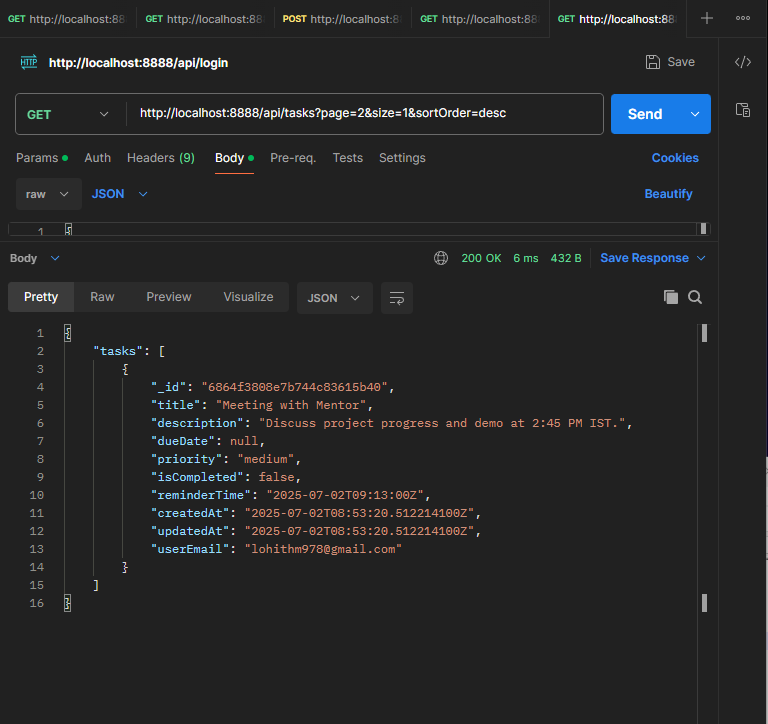 GET http://localhost:88 GET http://localhost:88 POST http://localhost:8 GET http://localhost:88 GET http://localhost:88
HTTP http://localhost:8888/api/login Save
GET http://localhost:8888/api/tasks?page=2&size=1&sortOrder=desc Send
Params Auth Headers (9) Body Pre-req. Tests Settings Cookies
raw JSON Beautify
1 {
Body 200 OK 6 ms 432 B Save Response
Pretty Raw Preview Visualize JSON
1 {
2 "tasks": [
3 {
4 "_id": "6864f3808e7b744c83615b40",
5 "title": "Meeting with Mentor",
6 "description": "Discuss project progress and demo at 2:45 PM IST.",
7 "dueDate": null,
8 "priority": "medium",
9 "isCompleted": false,
10 "reminderTime": "2025-07-02T09:13:00Z",
11 "createdAt": "2025-07-02T08:53:20.512214100Z",
12 "updatedAt": "2025-07-02T08:53:20.512214100Z",
13 "userEmail": "lohithm978@gmail.com"
14 }
15 ]
16 }